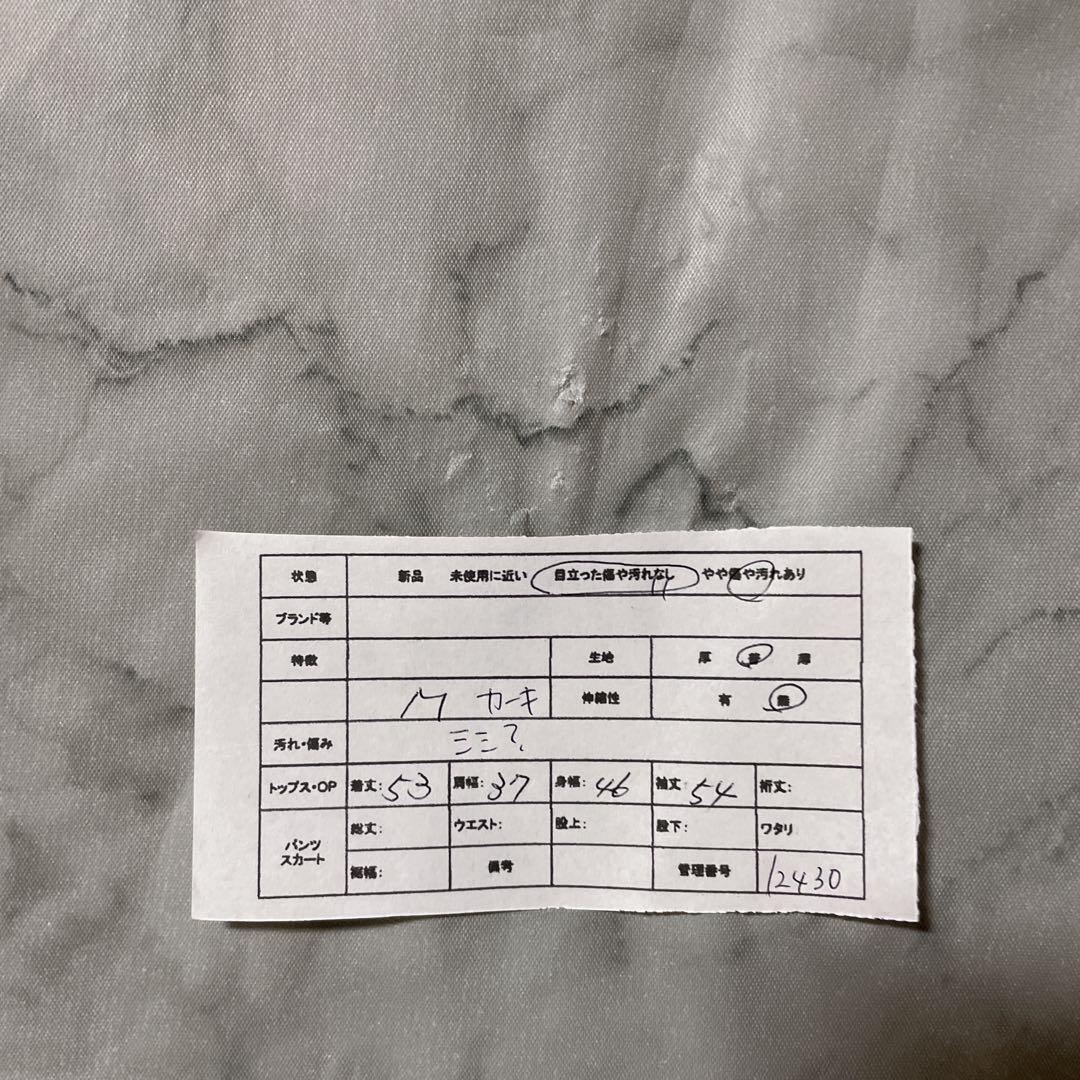 状態 新品 未使用に近い 目立った傷や汚れなし やや傷や汚れあり
ブランド等
特徴 生地 厚 普 薄
カーキ 伸縮性 有 無
汚れ・傷み
トップス・OP 着丈: 53 肩幅: 37 身幅: 46 袖丈: 54 裄丈:
パンツ スカート 総丈: ウエスト: 股上: 股下: ワタリ
裾幅: 備考 管理番号 12430